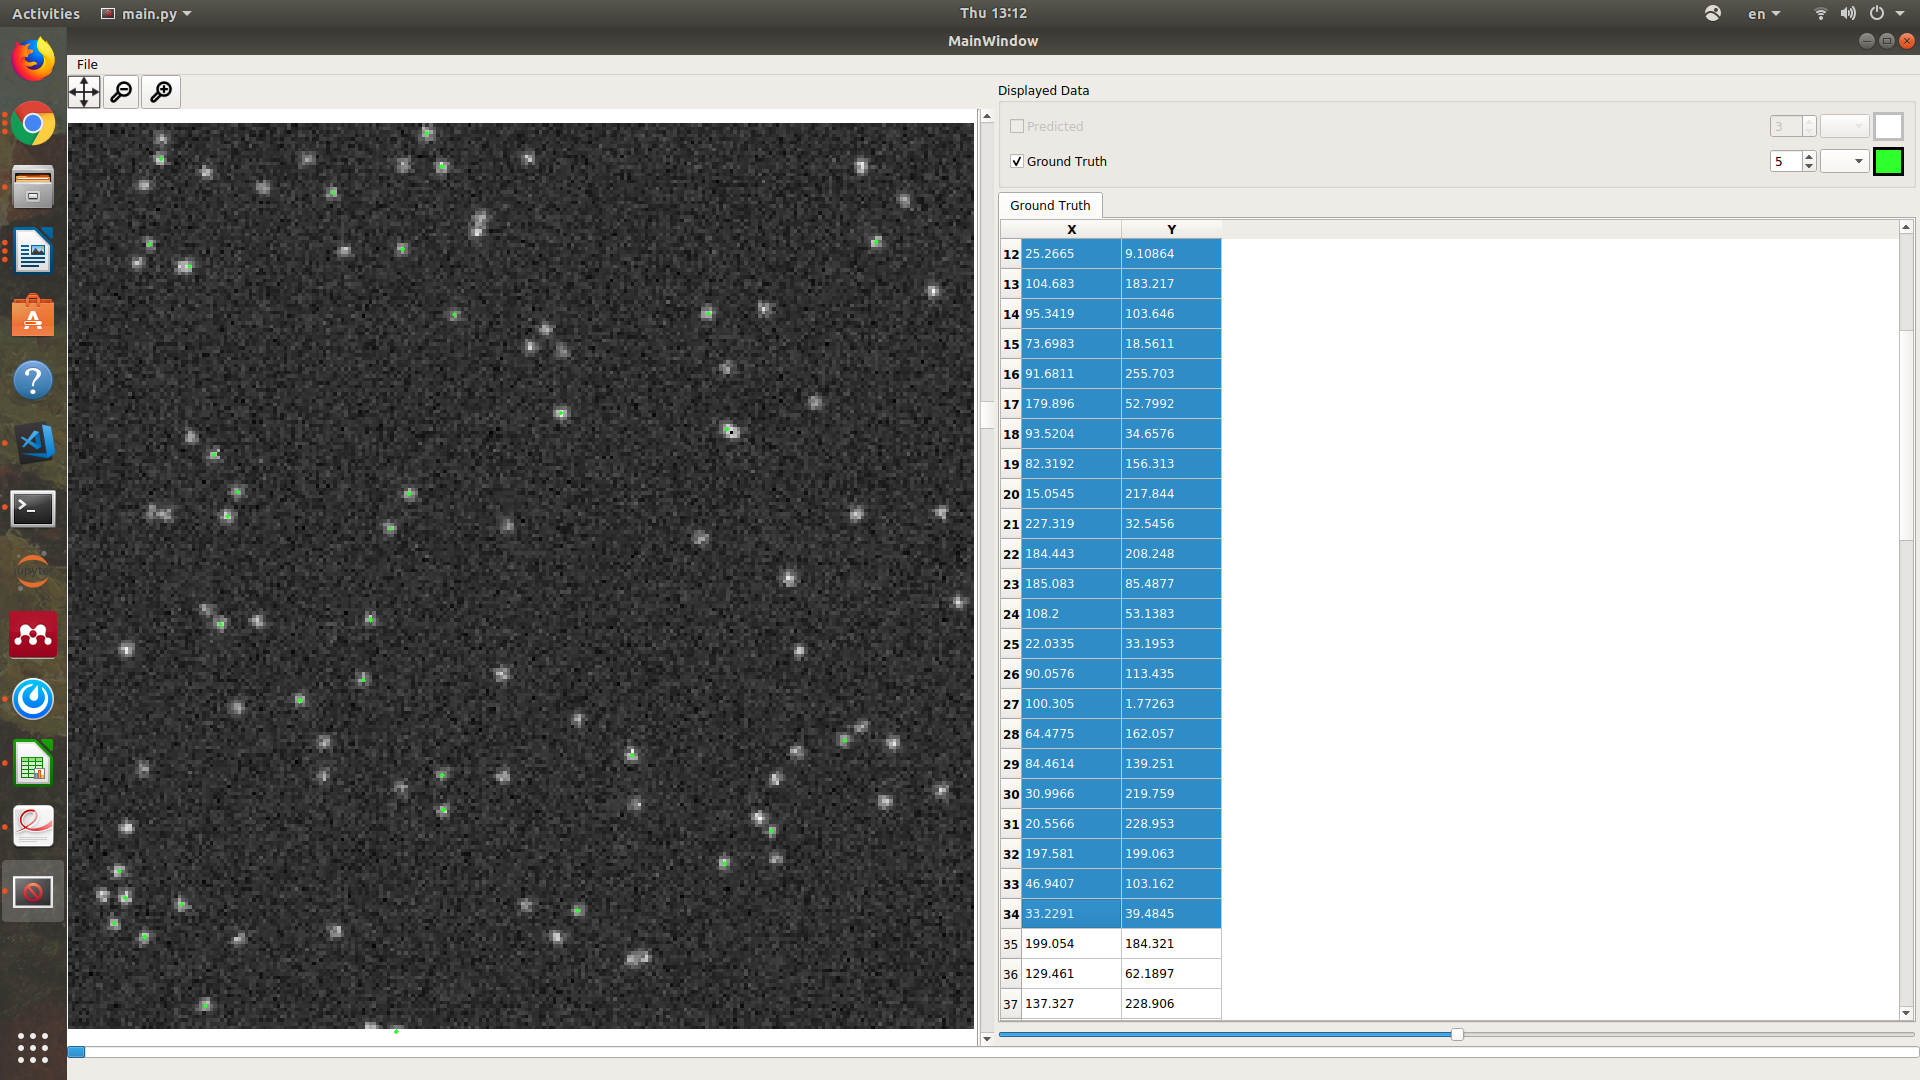 Activities main.py Thu 13:12 en
MainWindow
File
Displayed Data
Predicted 3
Ground Truth 5
Ground Truth
X Y
12 25.2665 9.10864
13 104.683 183.217
14 95.3419 103.646
15 73.6983 18.5611
16 91.6811 255.703
17 179.896 52.7992
18 93.5204 34.6576
19 82.3192 156.313
20 15.0545 217.844
21 227.319 32.5456
22 184.443 208.248
23 185.083 85.4877
24 108.2 53.1383
25 22.0335 33.1953
26 90.0576 113.435
27 100.305 1.77263
28 64.4775 162.057
29 84.4614 139.251
30 30.9966 219.759
31 20.5566 228.953
32 197.581 199.063
33 46.9407 103.162
34 33.2291 39.4845
35 199.054 184.321
36 129.461 62.1897
37 137.327 228.906
jupyter